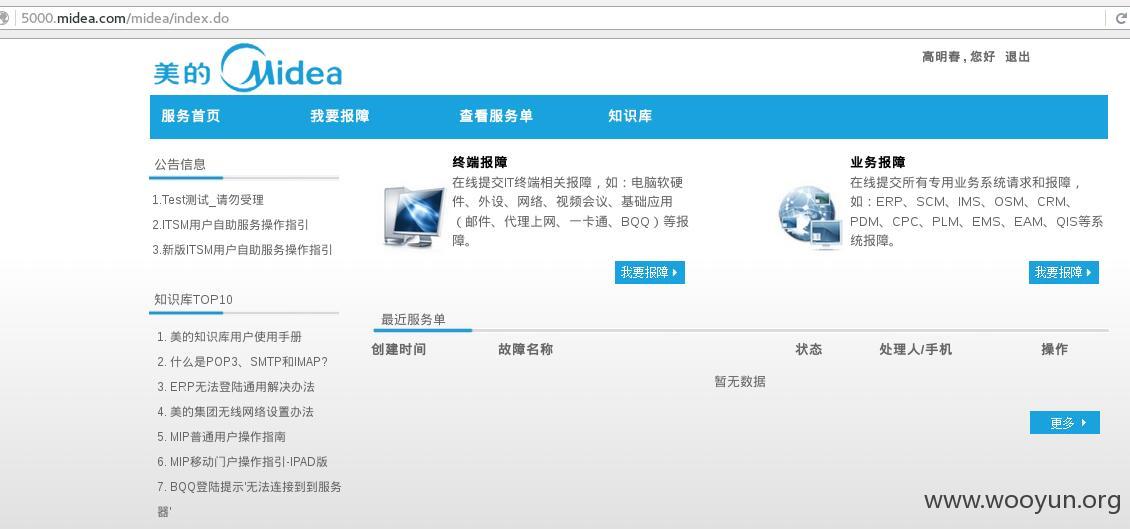 5000.midea.com/midea/index.do
美的 Midea
高明春,您好 退出
服务首页 我要报障 查看服务单 知识库
公告信息
1.Test测试_请勿受理
2.ITSM用户自助服务操作指引
3.新版ITSM用户自助服务操作指引
知识库TOP10
1. 美的知识库用户使用手册
2. 什么是POP3、SMTP和IMAP?
3. ERP无法登陆通用解决办法
4. 美的集团无线网络设置办法
5. MIP普通用户操作指南
6. MIP移动门户操作指引-IPAD版
7. BQQ登陆提示'无法连接到到服务
器'
终端报障
在线提交IT终端相关报障，如：电脑软硬
件、外设、网络、视频会议、基础应用
（邮件、代理上网、一卡通、BQQ）等报
障。
我要报障
业务报障
在线提交所有专用业务系统请求和报障，
如：ERP、SCM、IMS、OSM、CRM、
PDM、CPC、PLM、EMS、EAM、QIS等系
统报障。
我要报障
最近服务单
创建时间 故障名称 状态 处理人/手机 操作
暂无数据
更多
www.wooyun.org